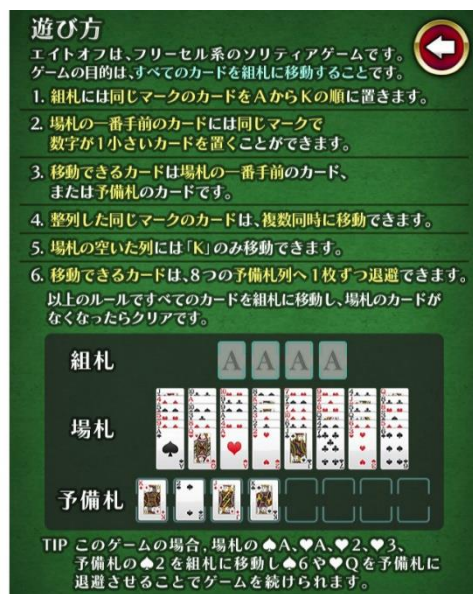 遊び方
エイトオフは、フリーセル系のソリティアゲームです。
ゲームの目的は、すべてのカードを組札に移動することです。
1. 組札には同じマークのカードをAからKの順に置きます。
2. 場札の一番手前のカードには同じマークで
数字が1小さいカードを置くことができます。
3. 移動できるカードは場札の一番手前のカード、
または予備札のカードです。
4. 整列した同じマークのカードは、複数同時に移動できます。
5. 場札の空いた列には「K」のみ移動できます。
6. 移動できるカードは、8つの予備札列へ1枚ずつ退避できます。
以上のルールですべてのカードを組札に移動し、場札のカードが
なくなったらクリアです。
組札 A A A A
場札
予備札
TIP このゲームの場合、場札の♠A、♥A、♥2、♥3、
予備札の♠2を組札に移動し♠6や♥Qを予備札に
退避させることでゲームを続けられます。